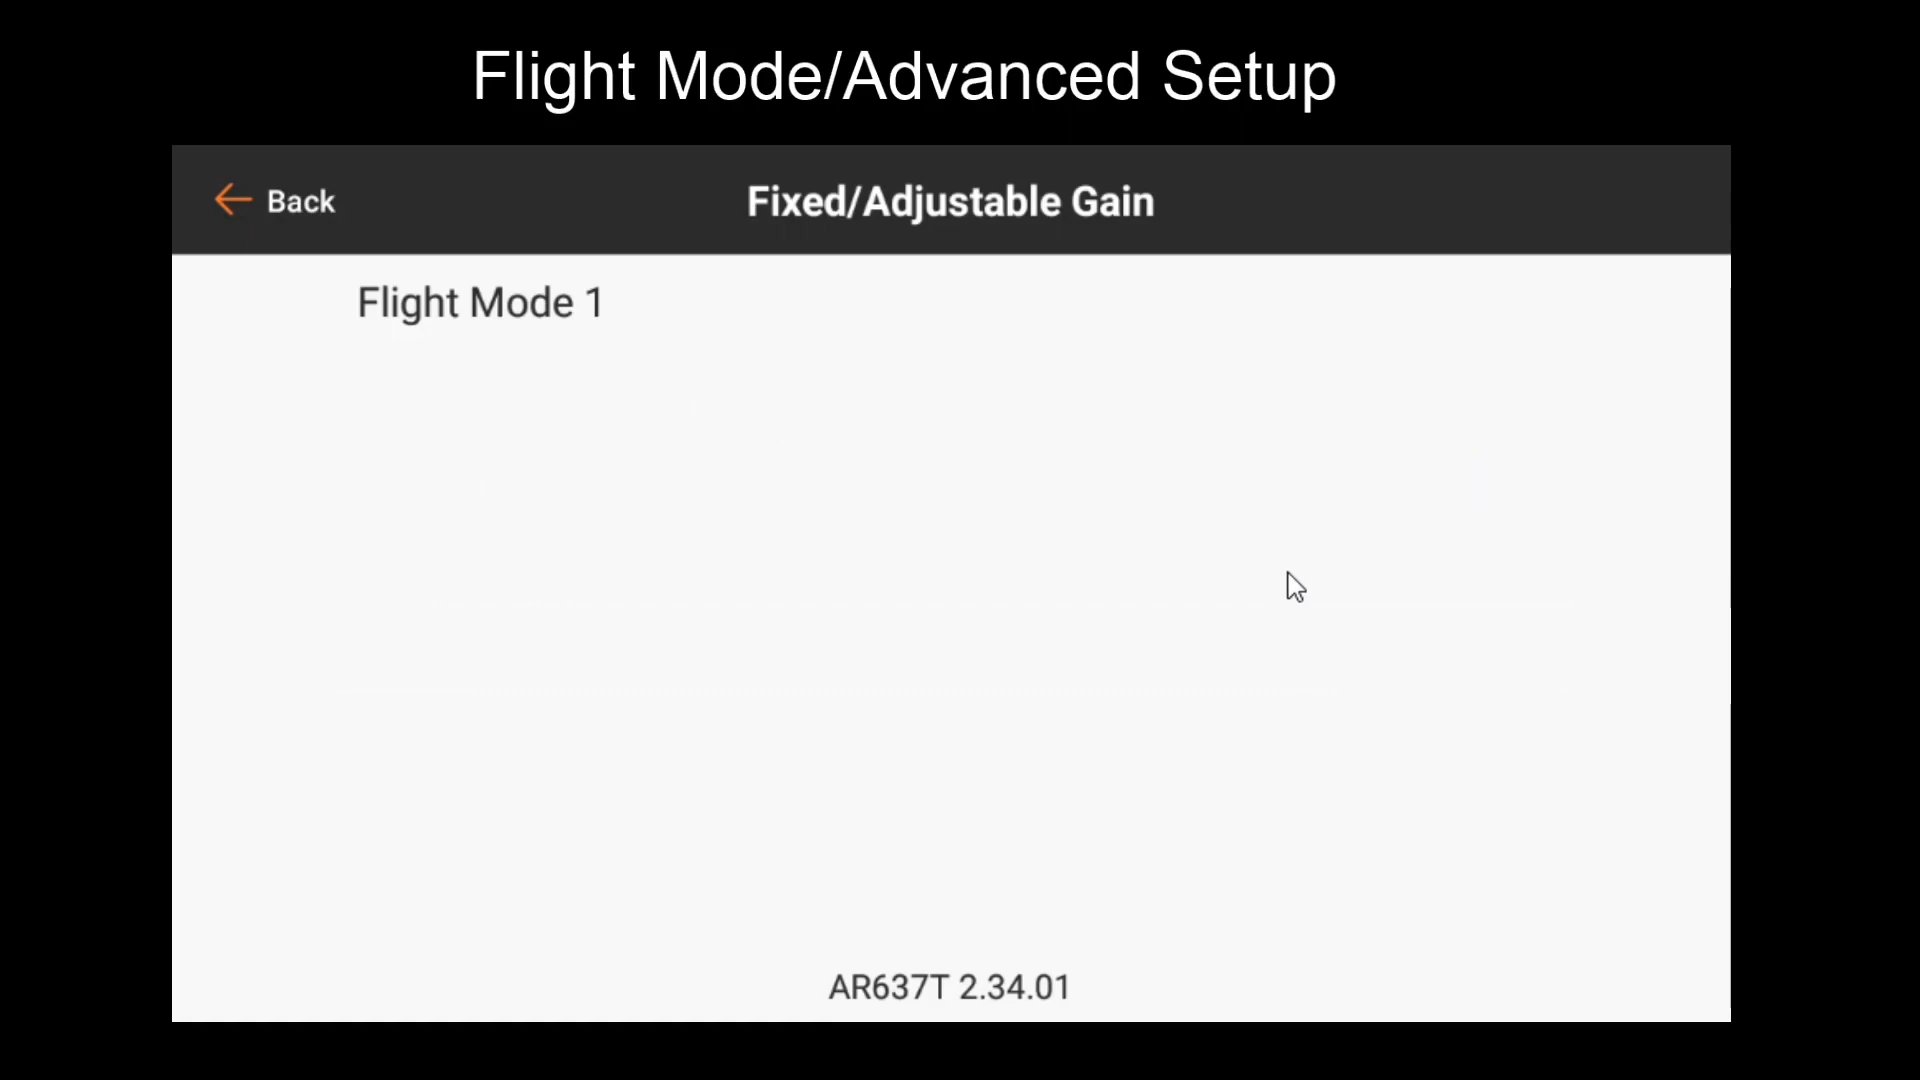 Flight Mode/Advanced Setup
Back
Fixed/Adjustable Gain
Flight Mode 1
AR637T 2.34.01